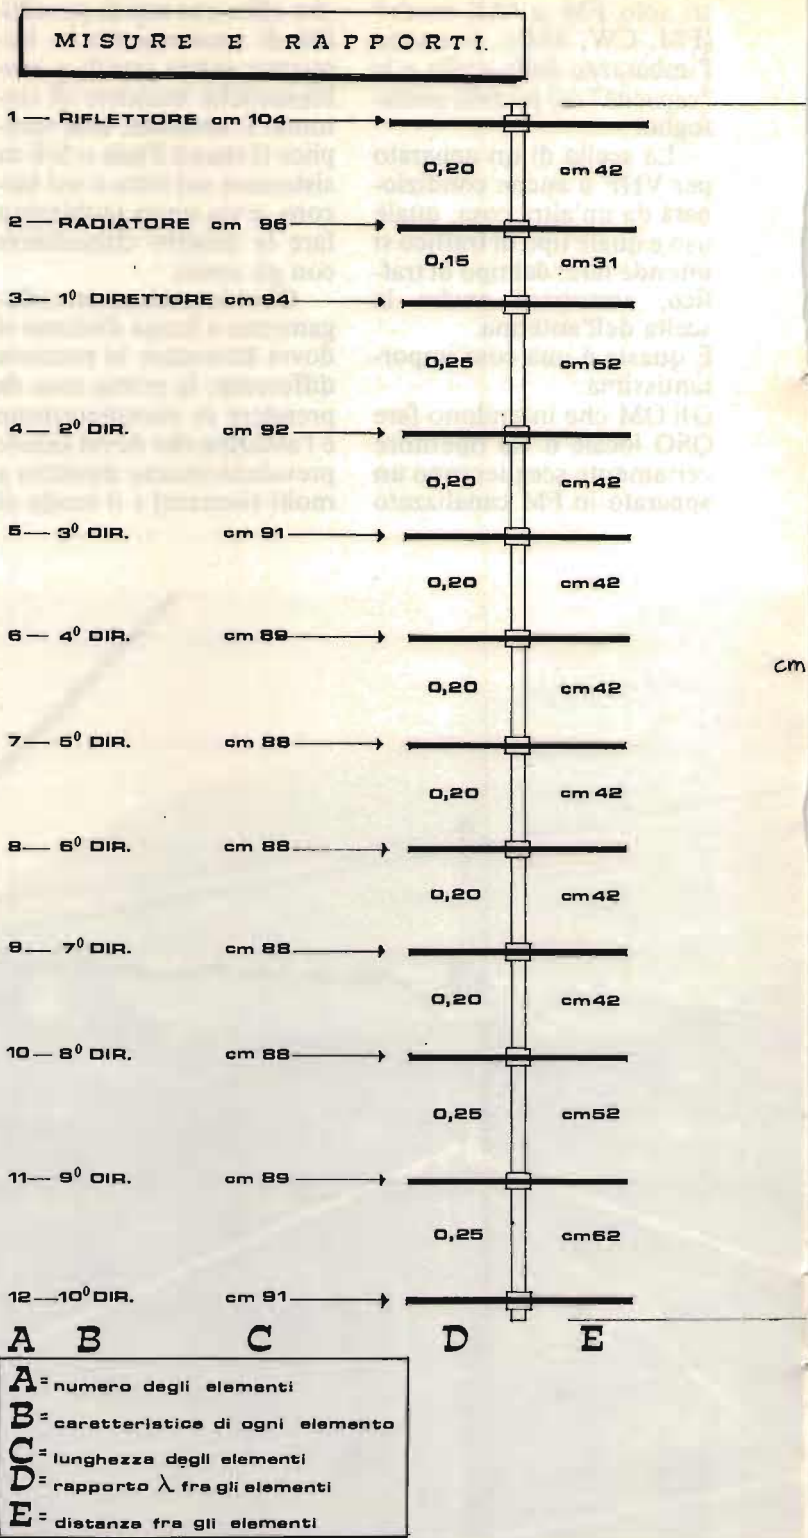 MISURE E RAPPORTI.
1 — RIFLETTORE cm 104
0,20 cm 42
2 — RADIATORE cm 96
0,15 cm 31
3 — 1⁰ DIRETTORE cm 94
0,25 cm 52
4 — 2⁰ DIR. cm 92
0,20 cm 42
5 — 3⁰ DIR. cm 91
0,20 cm 42
6 — 4⁰ DIR. cm 89
0,20 cm 42
cm
7 — 5⁰ DIR. cm 88
0,20 cm 42
8 — 6⁰ DIR. cm 88
0,20 cm 42
9 — 7⁰ DIR. cm 88
0,20 cm 42
10 — 8⁰ DIR. cm 88
0,25 cm 52
11 — 9⁰ DIR. cm 89
0,25 cm 62
12 — 10⁰ DIR. cm 91
A B C D E
A = numero degli elementi
B = caratteristica di ogni elemento
C = lunghezza degli elementi
D = rapporto λ fra gli elementi
E = distanza fra gli elementi